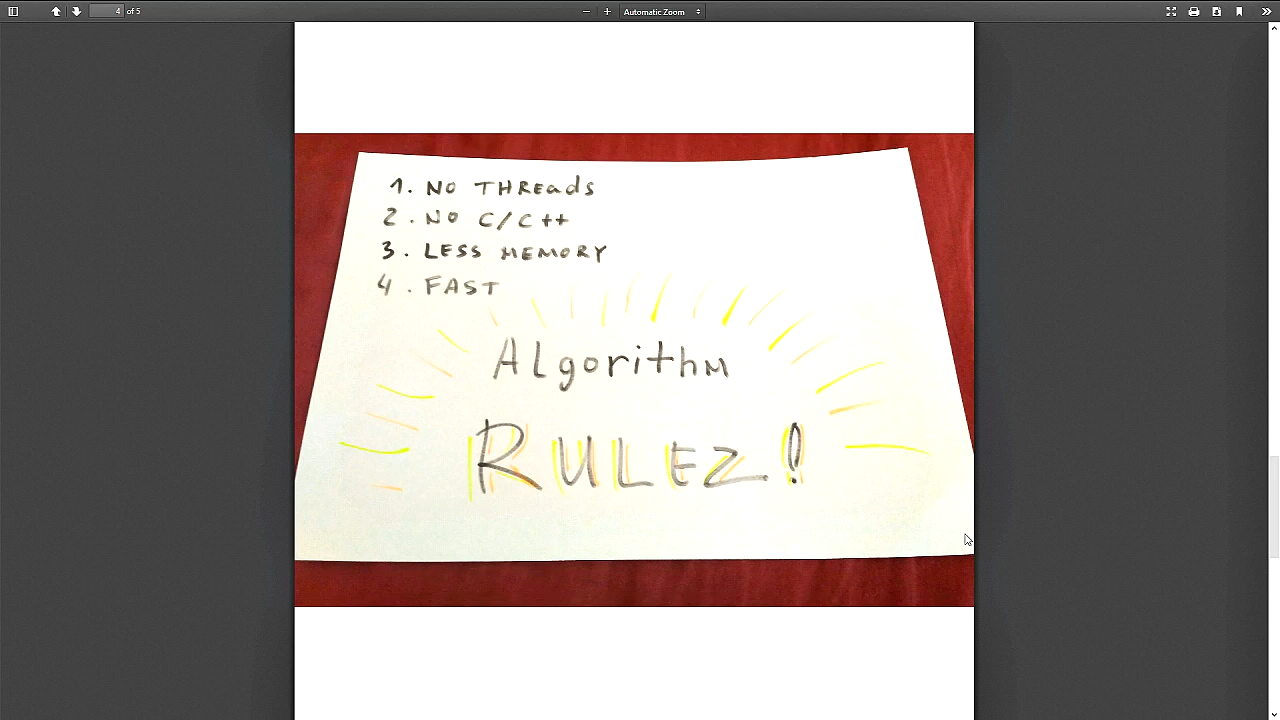 4 of 5
Automatic Zoom
1. NO THREadS
2. NO C/C++
3. LESS MEMORY
4. FAST
Algorithm
RULEZ!